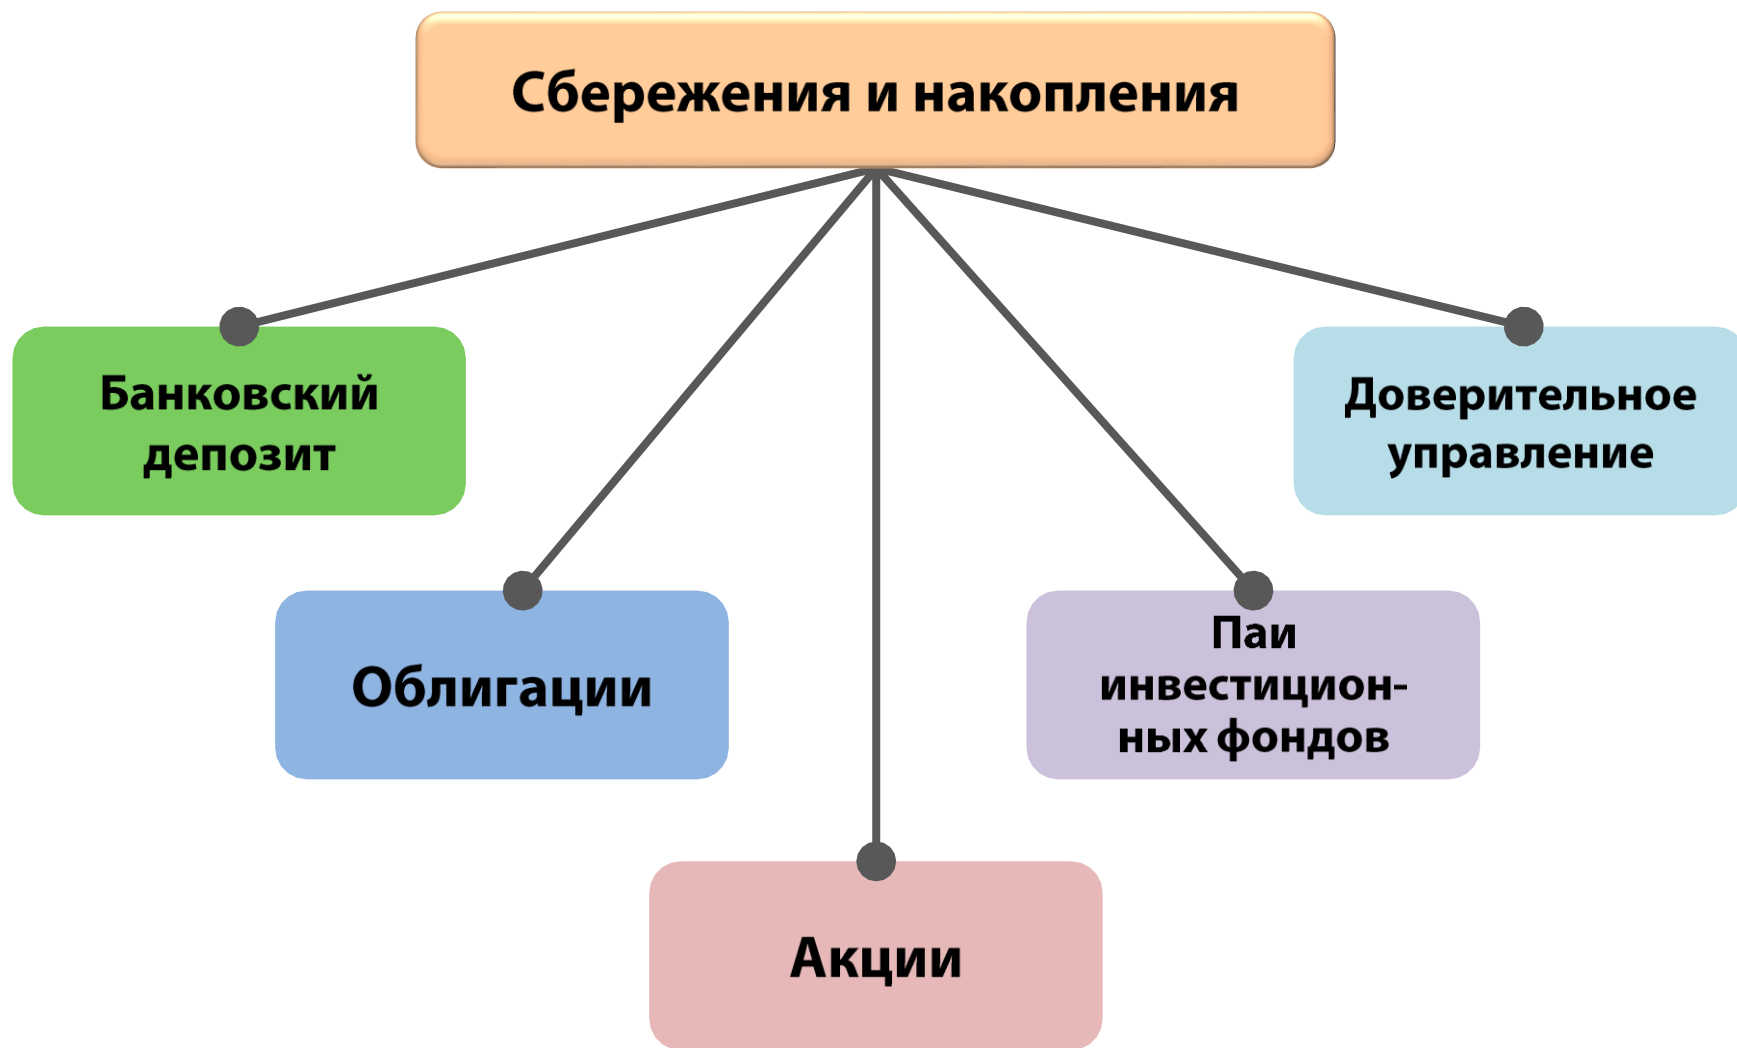 Сбережения и накопления
Банковский
депозит
Доверительное
управление
Облигации
Паи
инвестицион-
ных фондов
Акции